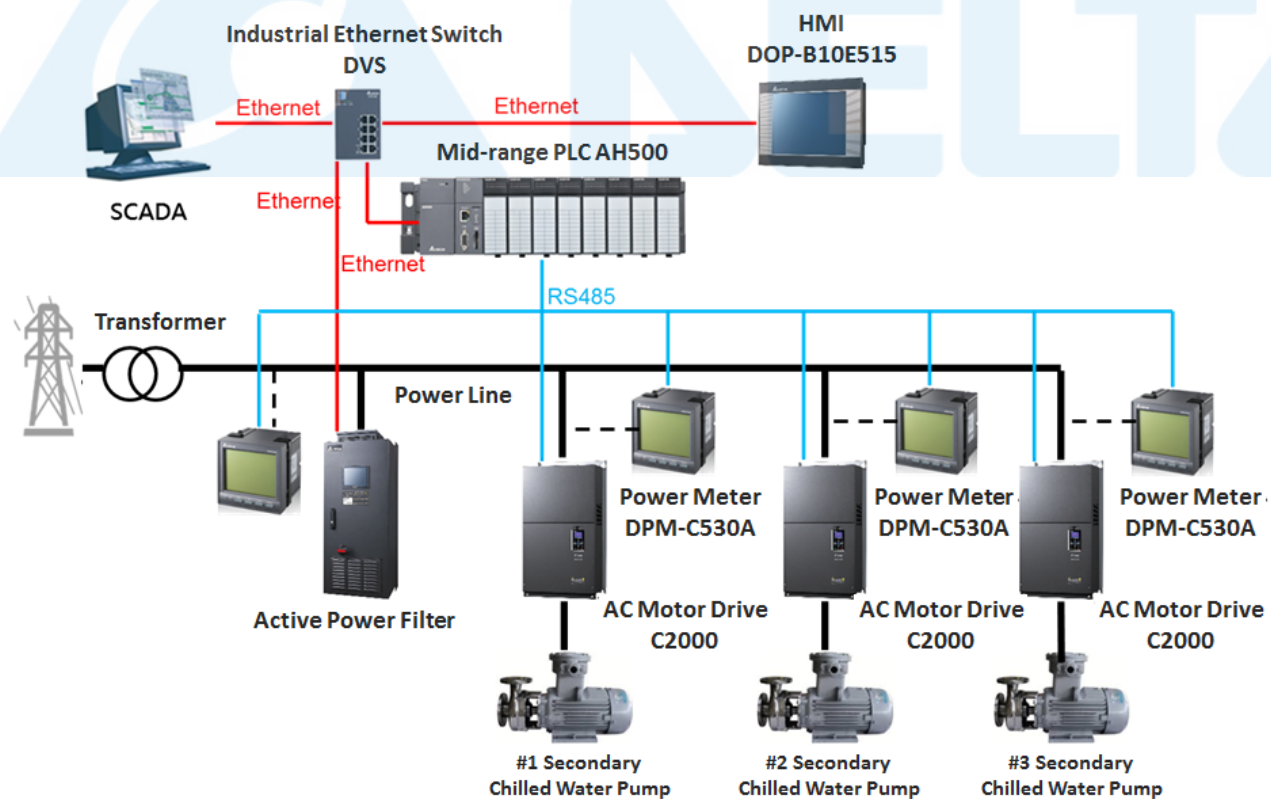 DELTA
Industrial Ethernet Switch
DVS
HMI
DOP-B10E515
Ethernet
Ethernet
Mid-range PLC AH500
SCADA
Ethernet
Ethernet
RS485
Transformer
Power Line
Power Meter
DPM-C530A
Power Meter
DPM-C530A
Power Meter
DPM-C530A
Active Power Filter
AC Motor Drive
C2000
AC Motor Drive
C2000
AC Motor Drive
C2000
#1 Secondary
Chilled Water Pump
#2 Secondary
Chilled Water Pump
#3 Secondary
Chilled Water Pump